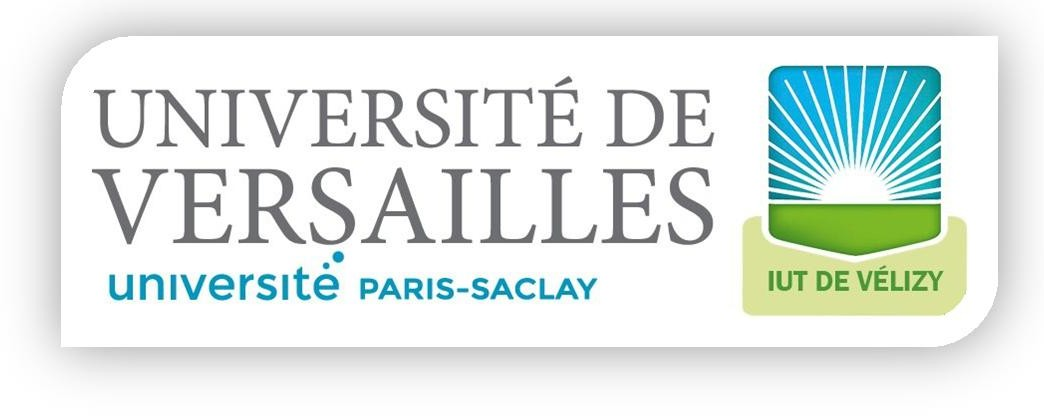 UNIVERSITÉ DE
VERSAILLES
université PARIS-SACLAY
IUT DE VÉLIZY